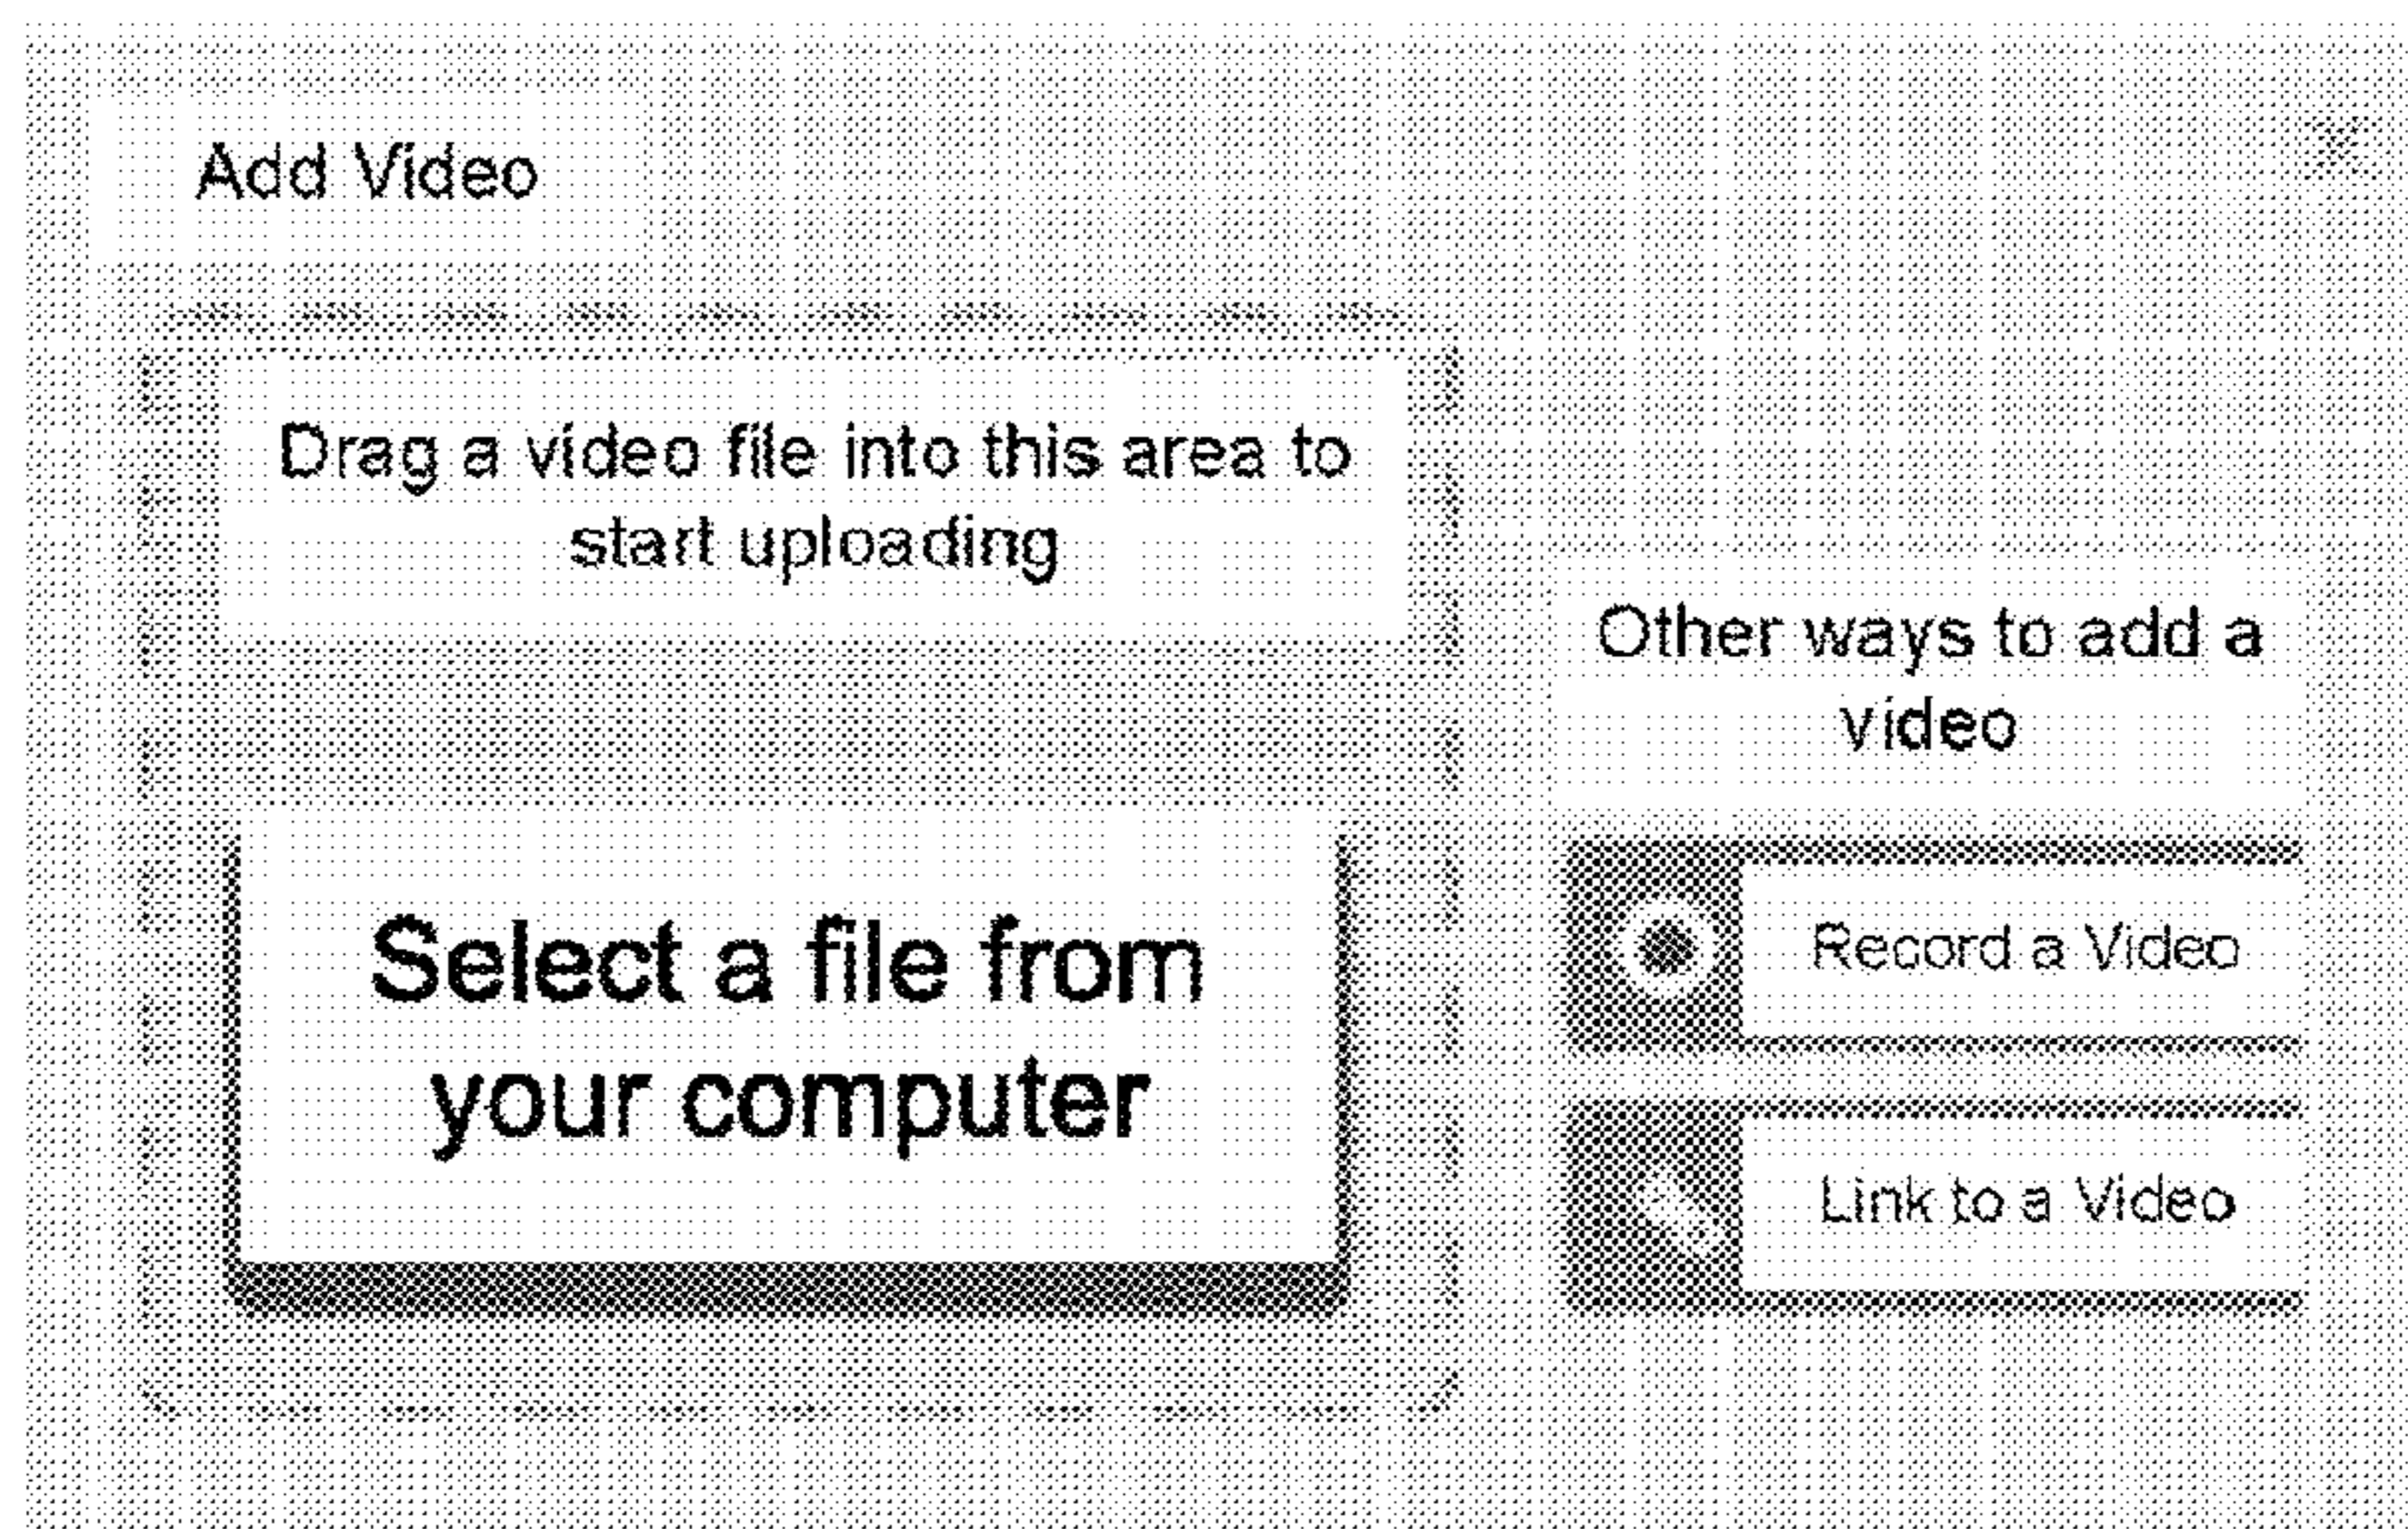 Add Video
Drag a video file into this area to
start uploading
Select a file from
your computer
Other ways to add a
video
Record a Video
Link to a Video